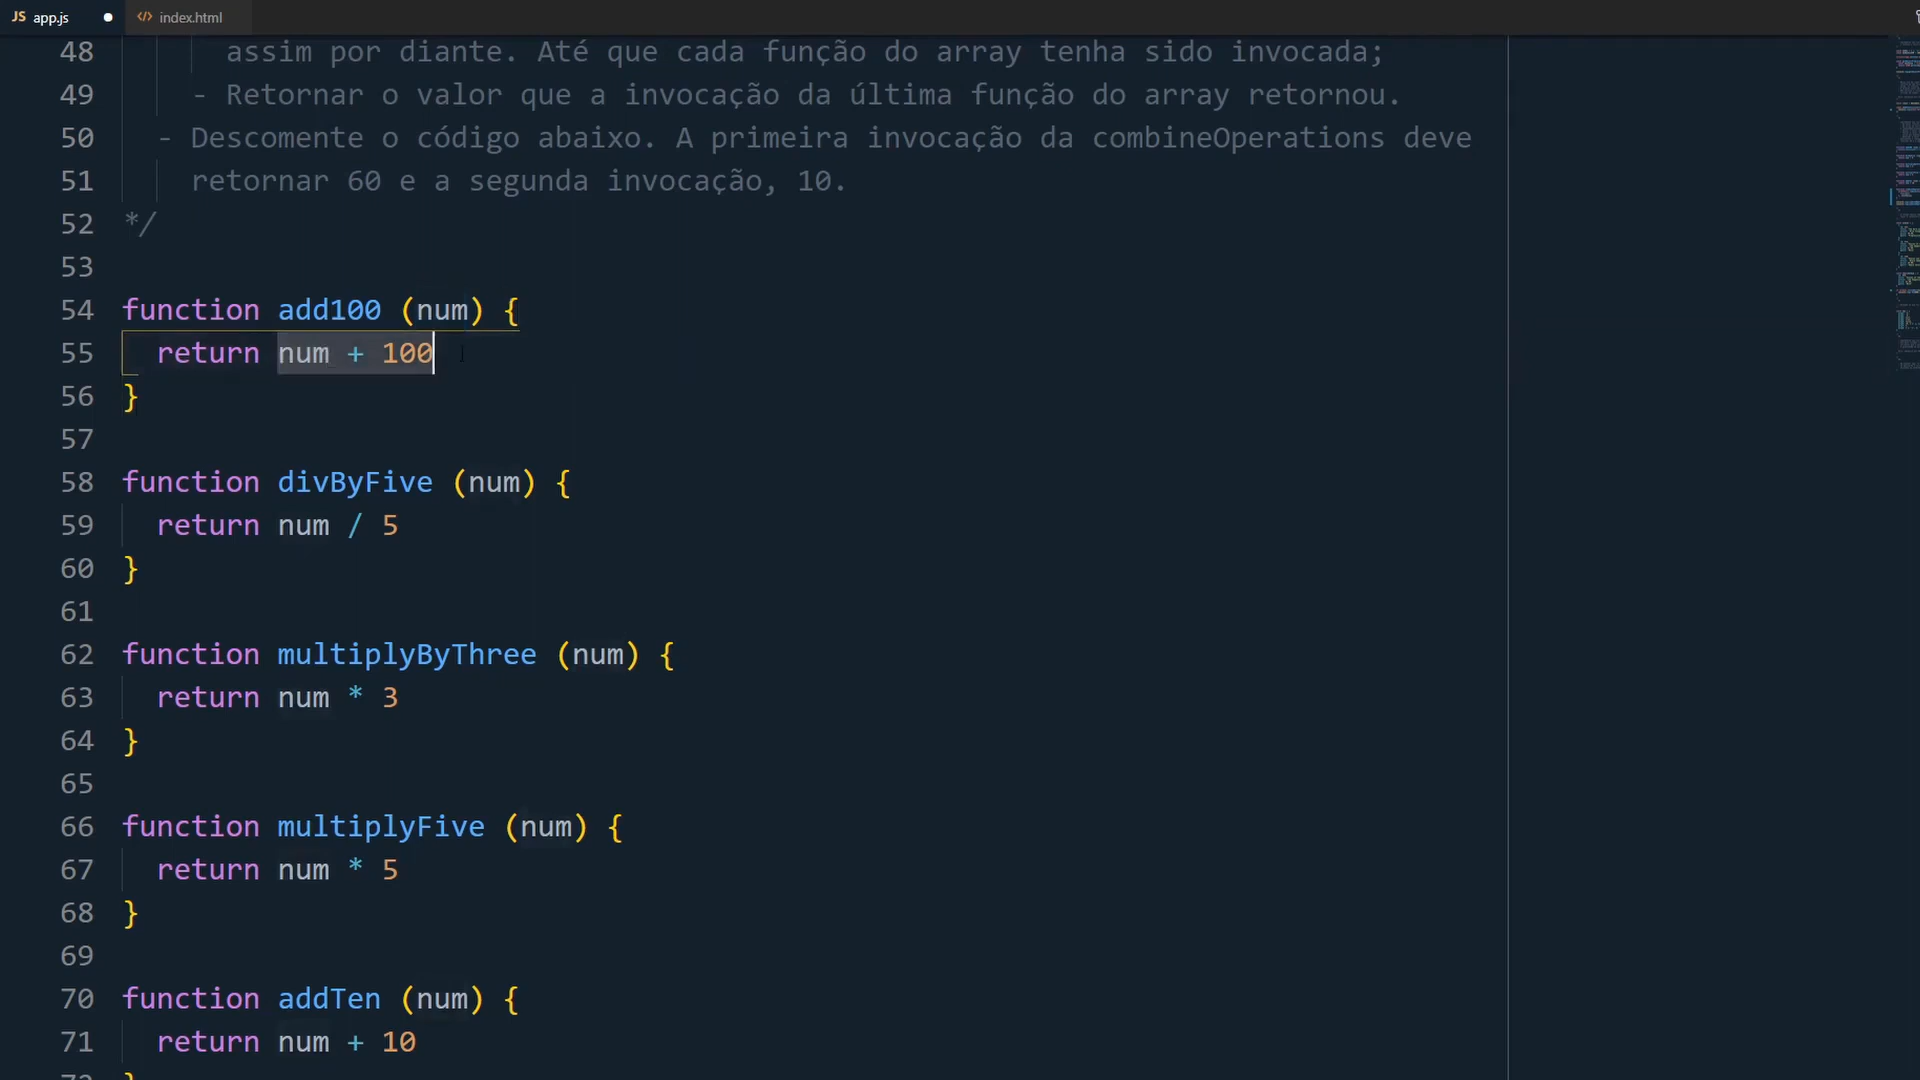 JS app.js ● </> index.html
48 assim por diante. Até que cada função do array tenha sido invocada;
49 - Retornar o valor que a invocação da última função do array retornou.
50 - Descomente o código abaixo. A primeira invocação da combineOperations deve
51 retornar 60 e a segunda invocação, 10.
52 */
53
54 function add100 (num) {
55 return num + 100
56 }
57
58 function divByFive (num) {
59 return num / 5
60 }
61
62 function multiplyByThree (num) {
63 return num * 3
64 }
65
66 function multiplyFive (num) {
67 return num * 5
68 }
69
70 function addTen (num) {
71 return num + 10